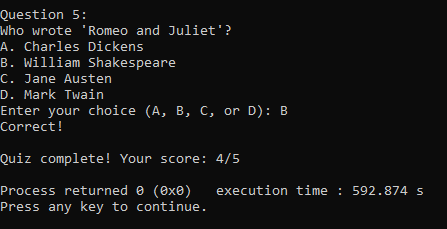 Question 5:
Who wrote 'Romeo and Juliet'?
A. Charles Dickens
B. William Shakespeare
C. Jane Austen
D. Mark Twain
Enter your choice (A, B, C, or D): B
Correct!
Quiz complete! Your score: 4/5
Process returned 0 (0x0)   execution time : 592.874 s
Press any key to continue.